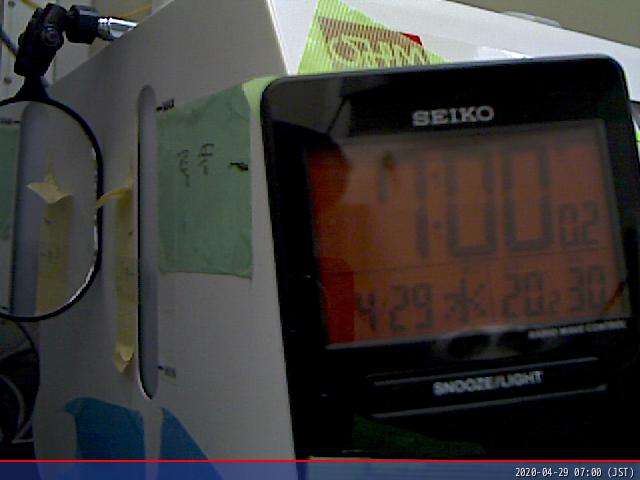 SEIKO
7:00 02
4/29 水 20.2 30
RADIO WAVE CONTROL
SNOOZE/LIGHT
2020-04-29 07:00 (JST)